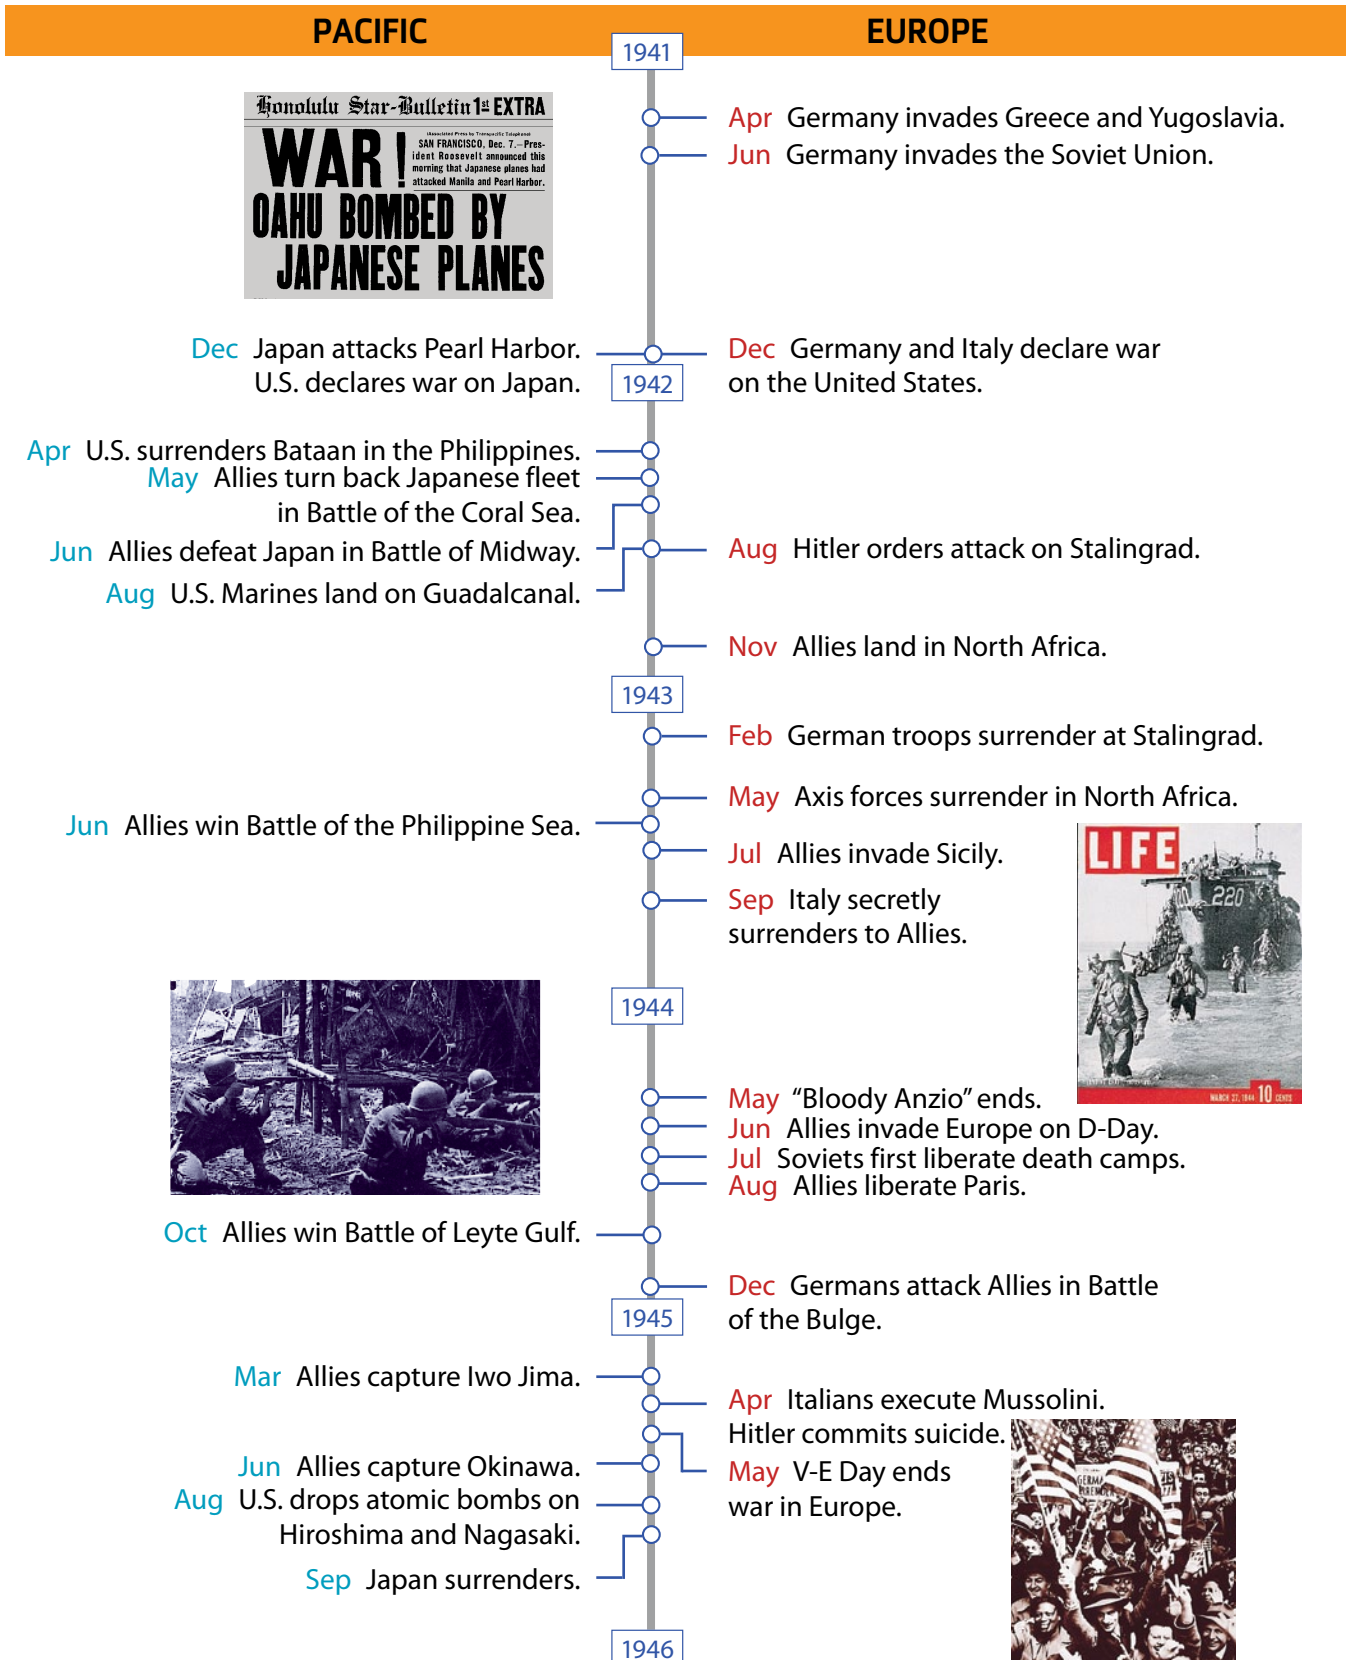 PACIFIC
EUROPE
1941
Honolulu Star-Bulletin 1st EXTRA
(Associated Press by Transpacific Telephone)
SAN FRANCISCO, Dec. 7.—Pres-
ident Roosevelt announced this
morning that Japanese planes had
attacked Manila and Pearl Harbor.
WAR!
OAHU BOMBED BY
JAPANESE PLANES
Apr Germany invades Greece and Yugoslavia.
Jun Germany invades the Soviet Union.
Dec Japan attacks Pearl Harbor.
U.S. declares war on Japan.
Dec Germany and Italy declare war
on the United States.
1942
Apr U.S. surrenders Bataan in the Philippines.
May Allies turn back Japanese fleet
in Battle of the Coral Sea.
Jun Allies defeat Japan in Battle of Midway.
Aug U.S. Marines land on Guadalcanal.
Aug Hitler orders attack on Stalingrad.
Nov Allies land in North Africa.
1943
Feb German troops surrender at Stalingrad.
May Axis forces surrender in North Africa.
Jun Allies win Battle of the Philippine Sea.
Jul Allies invade Sicily.
Sep Italy secretly
surrenders to Allies.
LIFE
220
MARCH 27, 1944 10 CENTS
1944
May “Bloody Anzio” ends.
Jun Allies invade Europe on D-Day.
Jul Soviets first liberate death camps.
Aug Allies liberate Paris.
Oct Allies win Battle of Leyte Gulf.
Dec Germans attack Allies in Battle
of the Bulge.
1945
Mar Allies capture Iwo Jima.
Apr Italians execute Mussolini.
Hitler commits suicide.
May V-E Day ends
war in Europe.
Jun Allies capture Okinawa.
Aug U.S. drops atomic bombs on
Hiroshima and Nagasaki.
Sep Japan surrenders.
1946